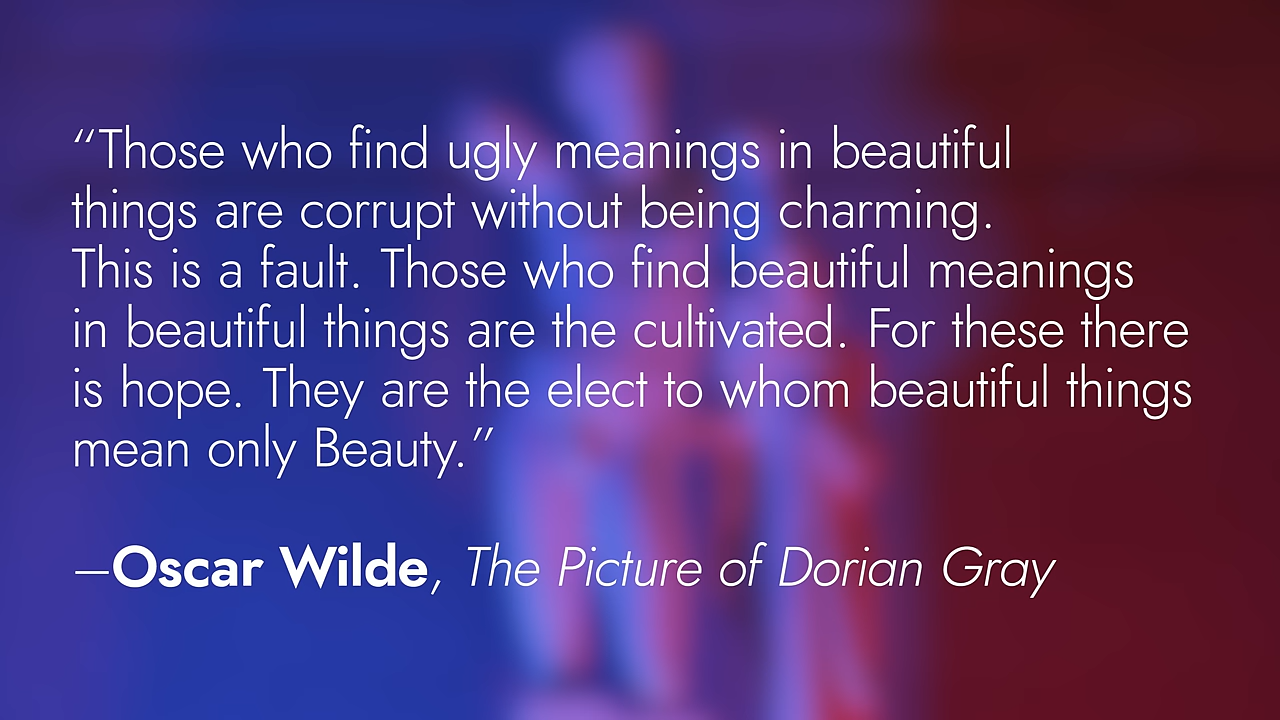 “Those who find ugly meanings in beautiful
things are corrupt without being charming.
This is a fault. Those who find beautiful meanings
in beautiful things are the cultivated. For these there
is hope. They are the elect to whom beautiful things
mean only Beauty.”
–Oscar Wilde, The Picture of Dorian Gray